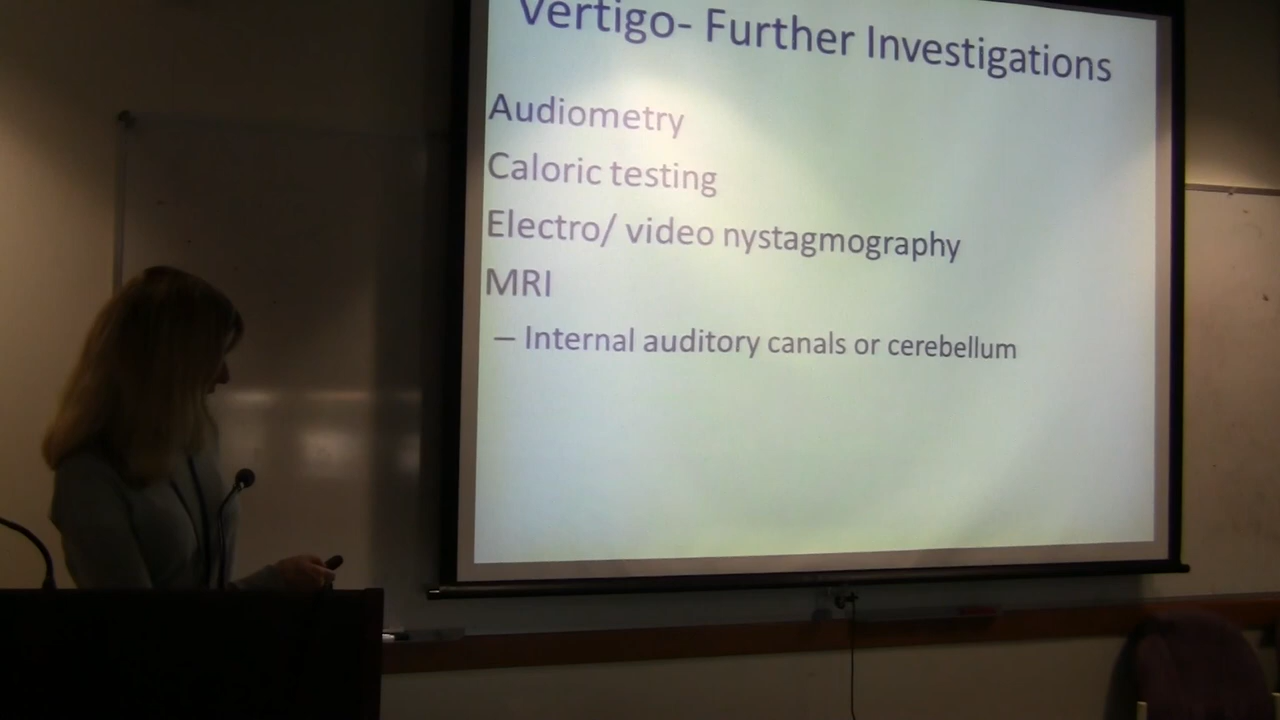 Vertigo- Further Investigations
Audiometry
Caloric testing
Electro/ video nystagmography
MRI
– Internal auditory canals or cerebellum